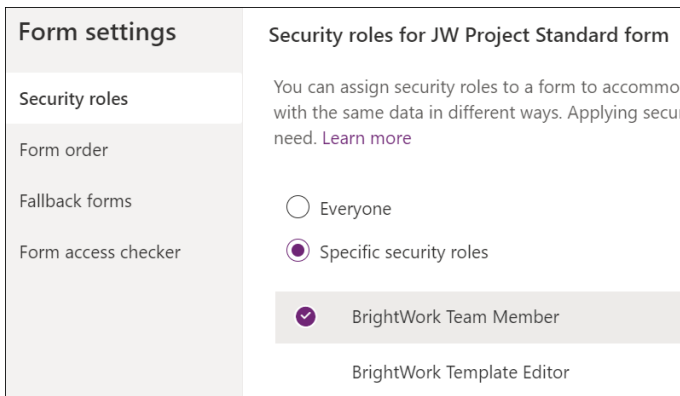 Form settings
Security roles
Form order
Fallback forms
Form access checker
Security roles for JW Project Standard form
You can assign security roles to a form to accommo
with the same data in different ways. Applying secu
need. Learn more
Everyone
Specific security roles
BrightWork Team Member
BrightWork Template Editor